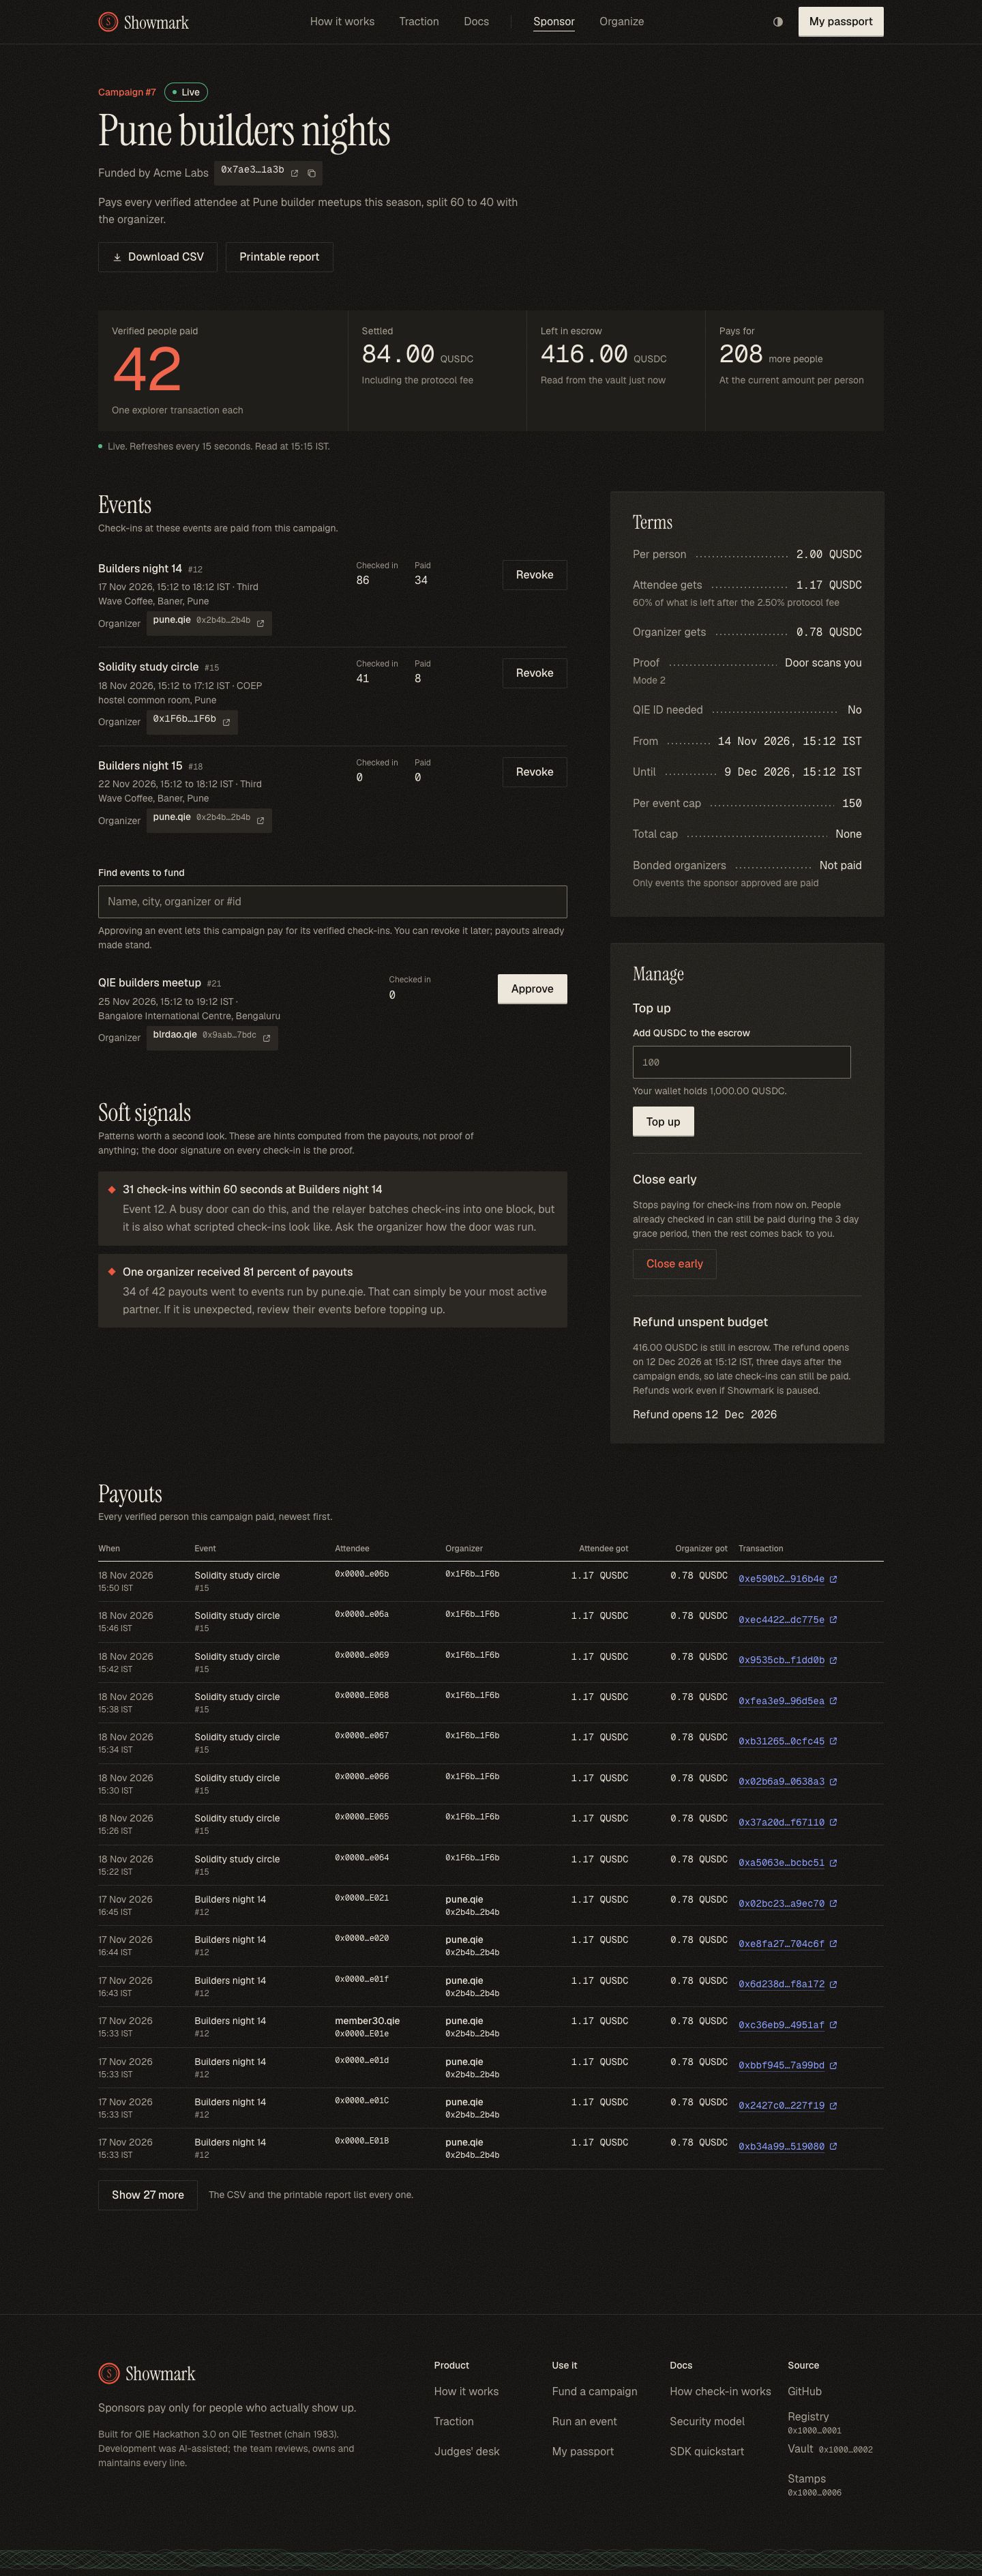 Showmark
How it works
Traction
Docs
Sponsor
Organize
My passport
Campaign #7
Live
Pune builders nights
Funded by Acme Labs 0x7ae3…1a3b
Pays every verified attendee at Pune builder meetups this season, split 60 to 40 with
the organizer.
Download CSV
Printable report
Verified people paid
42
One explorer transaction each
Settled
84.00 QUSDC
Including the protocol fee
Left in escrow
416.00 QUSDC
Read from the vault just now
Pays for
208 more people
At the current amount per person
Live. Refreshes every 15 seconds. Read at 15:15 IST.
Events
Check-ins at these events are paid from this campaign.
Builders night 14 #12
17 Nov 2026, 15:12 to 18:12 IST · Third
Wave Coffee, Baner, Pune
Organizer pune.qie 0x2b4b…2b4b
Checked in
86
Paid
34
Revoke
Solidity study circle #15
18 Nov 2026, 15:12 to 17:12 IST · COEP
hostel common room, Pune
Organizer 0x1F6b…1F6b
Checked in
41
Paid
8
Revoke
Builders night 15 #18
22 Nov 2026, 15:12 to 18:12 IST · Third
Wave Coffee, Baner, Pune
Organizer pune.qie 0x2b4b…2b4b
Checked in
0
Paid
0
Revoke
Find events to fund
Name, city, organizer or #id
Approving an event lets this campaign pay for its verified check-ins. You can revoke it later; payouts already
made stand.
QIE builders meetup #21
25 Nov 2026, 15:12 to 19:12 IST ·
Bangalore International Centre, Bengaluru
Organizer blrdao.qie 0x9aab…7bdc
Checked in
0
Approve
Soft signals
Patterns worth a second look. These are hints computed from the payouts, not proof of
anything; the door signature on every check-in is the proof.
31 check-ins within 60 seconds at Builders night 14
Event 12. A busy door can do this, and the relayer batches check-ins into one block, but
it is also what scripted check-ins look like. Ask the organizer how the door was run.
One organizer received 81 percent of payouts
34 of 42 payouts went to events run by pune.qie. That can simply be your most active
partner. If it is unexpected, review their events before topping up.
Terms
Per person 2.00 QUSDC
Attendee gets 1.17 QUSDC
60% of what is left after the 2.50% protocol fee
Organizer gets 0.78 QUSDC
Proof Door scans you
Mode 2
QIE ID needed No
From 14 Nov 2026, 15:12 IST
Until 9 Dec 2026, 15:12 IST
Per event cap 150
Total cap None
Bonded organizers Not paid
Only events the sponsor approved are paid
Manage
Top up
Add QUSDC to the escrow
100
Your wallet holds 1,000.00 QUSDC.
Top up
Close early
Stops paying for check-ins from now on. People
already checked in can still be paid during the 3 day
grace period, then the rest comes back to you.
Close early
Refund unspent budget
416.00 QUSDC is still in escrow. The refund opens
on 12 Dec 2026 at 15:12 IST, three days after the
campaign ends, so late check-ins can still be paid.
Refunds work even if Showmark is paused.
Refund opens 12 Dec 2026
Payouts
Every verified person this campaign paid, newest first.
When Event Attendee Organizer Attendee got Organizer got Transaction
18 Nov 2026 Solidity study circle 0x0000…e06b 0x1F6b…1F6b 1.17 QUSDC 0.78 QUSDC 0xe590b2…916b4e
15:50 IST #15
18 Nov 2026 Solidity study circle 0x0000…e06a 0x1F6b…1F6b 1.17 QUSDC 0.78 QUSDC 0xec4422…dc775e
15:46 IST #15
18 Nov 2026 Solidity study circle 0x0000…e069 0x1F6b…1F6b 1.17 QUSDC 0.78 QUSDC 0x9535cb…f1dd0b
15:42 IST #15
18 Nov 2026 Solidity study circle 0x0000…E068 0x1F6b…1F6b 1.17 QUSDC 0.78 QUSDC 0xfea3e9…96d5ea
15:38 IST #15
18 Nov 2026 Solidity study circle 0x0000…e067 0x1F6b…1F6b 1.17 QUSDC 0.78 QUSDC 0xb31265…0cfc45
15:34 IST #15
18 Nov 2026 Solidity study circle 0x0000…e066 0x1F6b…1F6b 1.17 QUSDC 0.78 QUSDC 0x02b6a9…0638a3
15:30 IST #15
18 Nov 2026 Solidity study circle 0x0000…E065 0x1F6b…1F6b 1.17 QUSDC 0.78 QUSDC 0x37a20d…f67110
15:26 IST #15
18 Nov 2026 Solidity study circle 0x0000…e064 0x1F6b…1F6b 1.17 QUSDC 0.78 QUSDC 0xa5063e…bcbc51
15:22 IST #15
17 Nov 2026 Builders night 14 0x0000…E021 pune.qie 1.17 QUSDC 0.78 QUSDC 0x02bc23…a9ec70
16:45 IST #12 0x2b4b…2b4b
17 Nov 2026 Builders night 14 0x0000…e020 pune.qie 1.17 QUSDC 0.78 QUSDC 0xe8fa27…704c6f
16:44 IST #12 0x2b4b…2b4b
17 Nov 2026 Builders night 14 0x0000…e01f pune.qie 1.17 QUSDC 0.78 QUSDC 0x6d238d…f8a172
16:43 IST #12 0x2b4b…2b4b
17 Nov 2026 Builders night 14 member30.qie pune.qie 1.17 QUSDC 0.78 QUSDC 0xc36eb9…4951af
15:33 IST #12 0x0000…E01e 0x2b4b…2b4b
17 Nov 2026 Builders night 14 0x0000…e01d pune.qie 1.17 QUSDC 0.78 QUSDC 0xbbf945…7a99bd
15:33 IST #12 0x2b4b…2b4b
17 Nov 2026 Builders night 14 0x0000…e01C pune.qie 1.17 QUSDC 0.78 QUSDC 0x2427c0…227f19
15:33 IST #12 0x2b4b…2b4b
17 Nov 2026 Builders night 14 0x0000…E01B pune.qie 1.17 QUSDC 0.78 QUSDC 0xb34a99…519080
15:33 IST #12 0x2b4b…2b4b
Show 27 more
The CSV and the printable report list every one.
Showmark
Sponsors pay only for people who actually show up.
Built for QIE Hackathon 3.0 on QIE Testnet (chain 1983).
Development was AI-assisted; the team reviews, owns and
maintains every line.
Product
How it works
Traction
Judges' desk
Use it
Fund a campaign
Run an event
My passport
Docs
How check-in works
Security model
SDK quickstart
Source
GitHub
Registry
0x1000…0001
Vault 0x1000…0002
Stamps
0x1000…0006